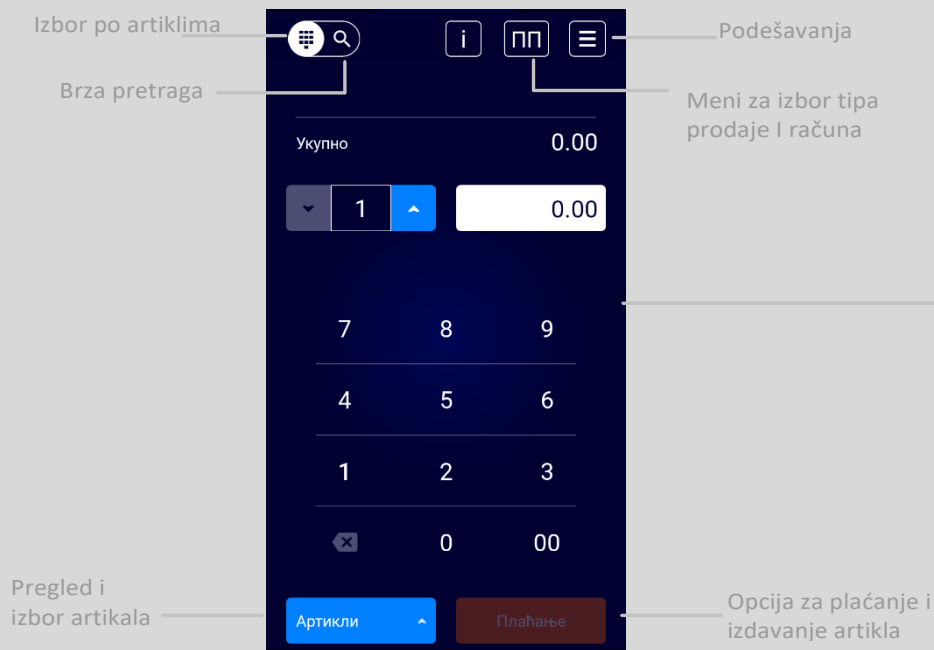 Izbor po artiklima
i
ПП
Podešavanja
Brza pretraga
Meni za izbor tipa
prodaje I računa
Укупно 0.00
1 0.00
7 8 9
4 5 6
1 2 3
0 00
Pregled i
izbor artikala
Артикли
Плаћање
Opcija za plaćanje i
izdavanje artikla